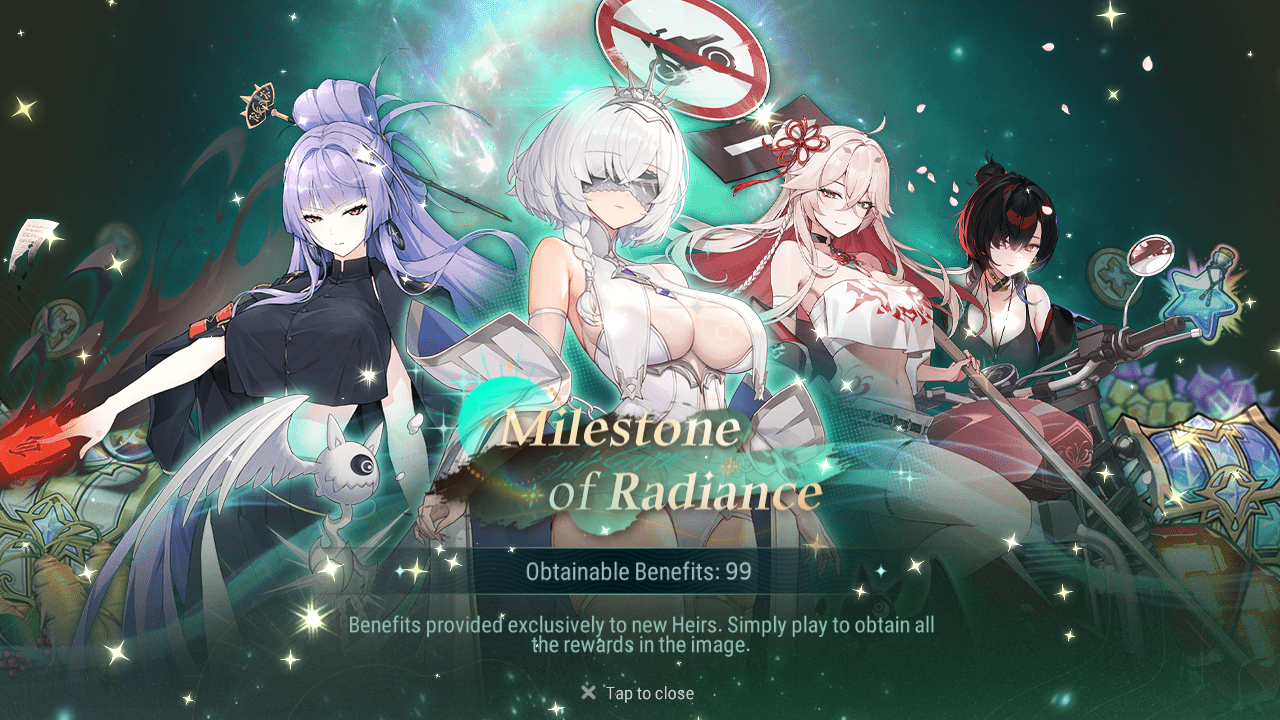 Milestone
of Radiance
Obtainable Benefits: 99
Benefits provided exclusively to new Heirs. Simply play to obtain all
the rewards in the image.
Tap to close